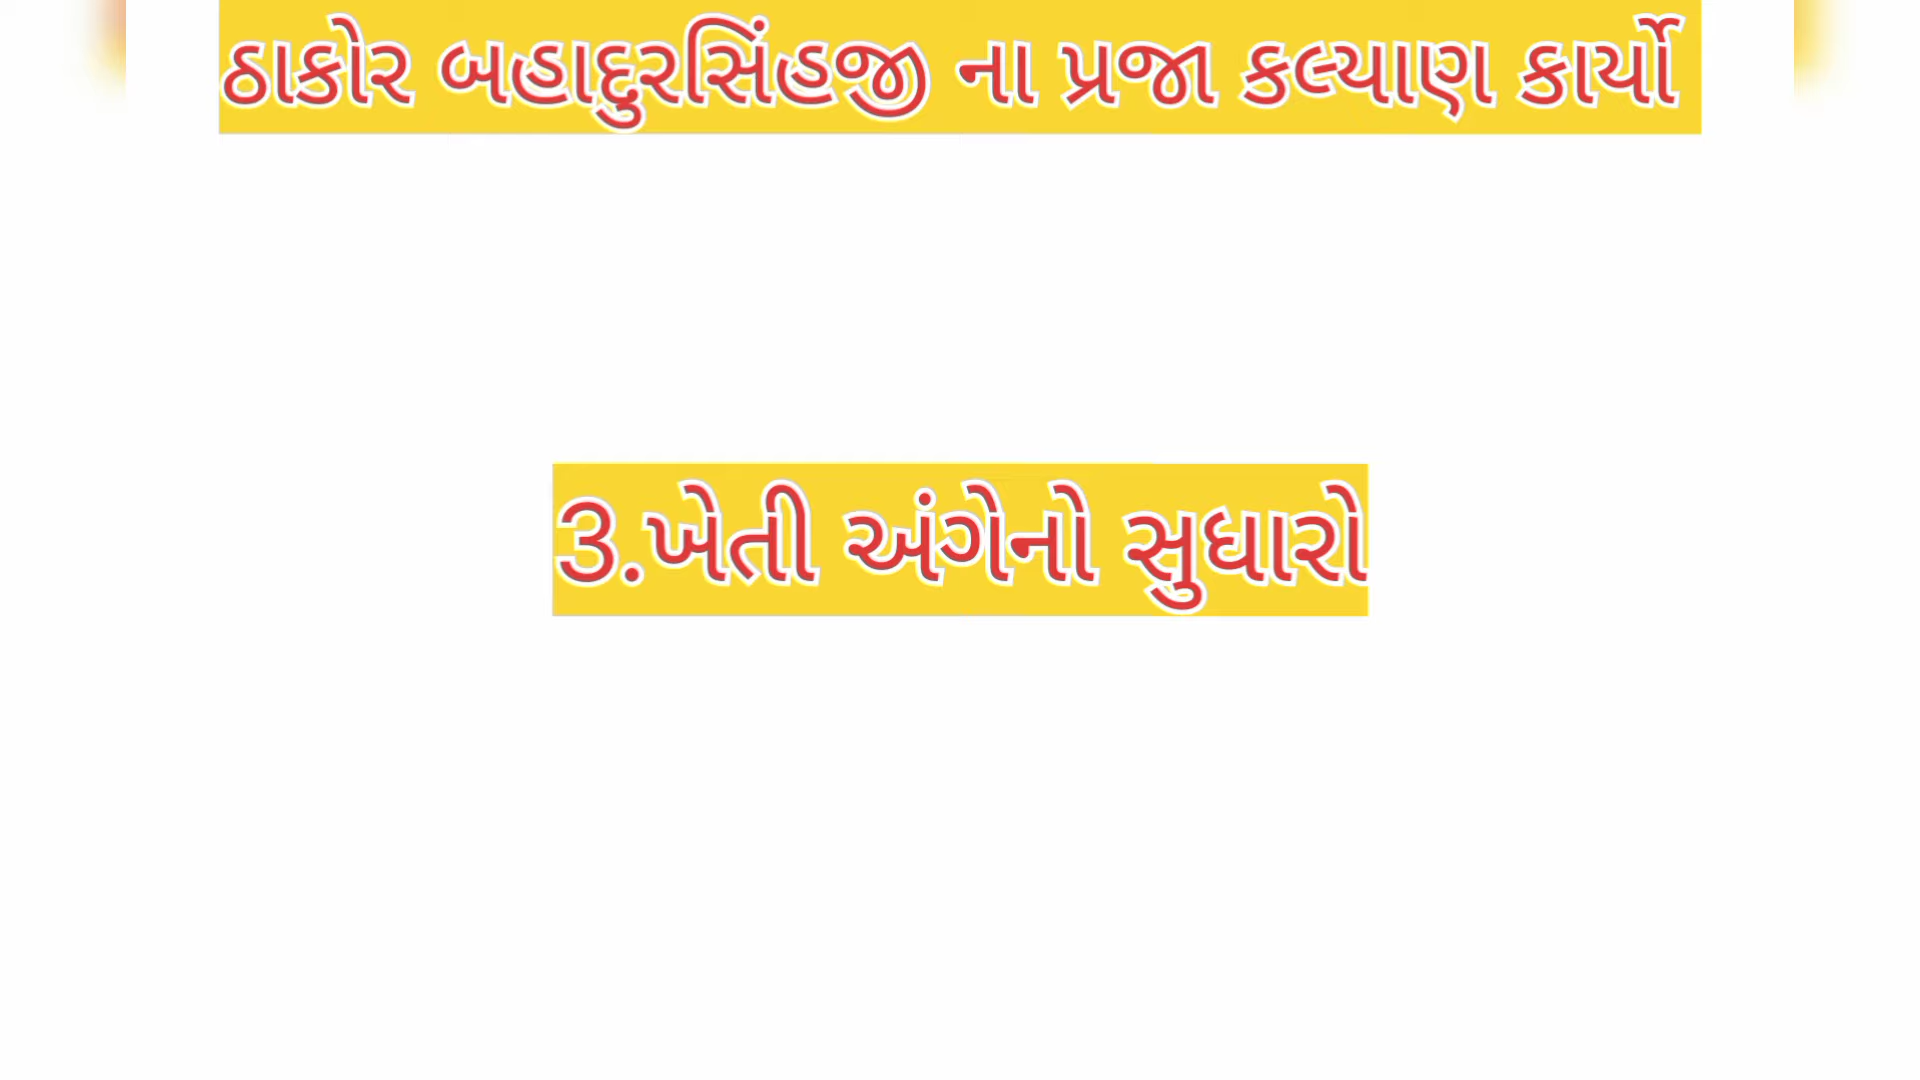 ઠાકોર બહાદુરસિંહજી ના પ્રજા કલ્યાણ કાર્યો
3.ખેતી અંગેનો સુધારો